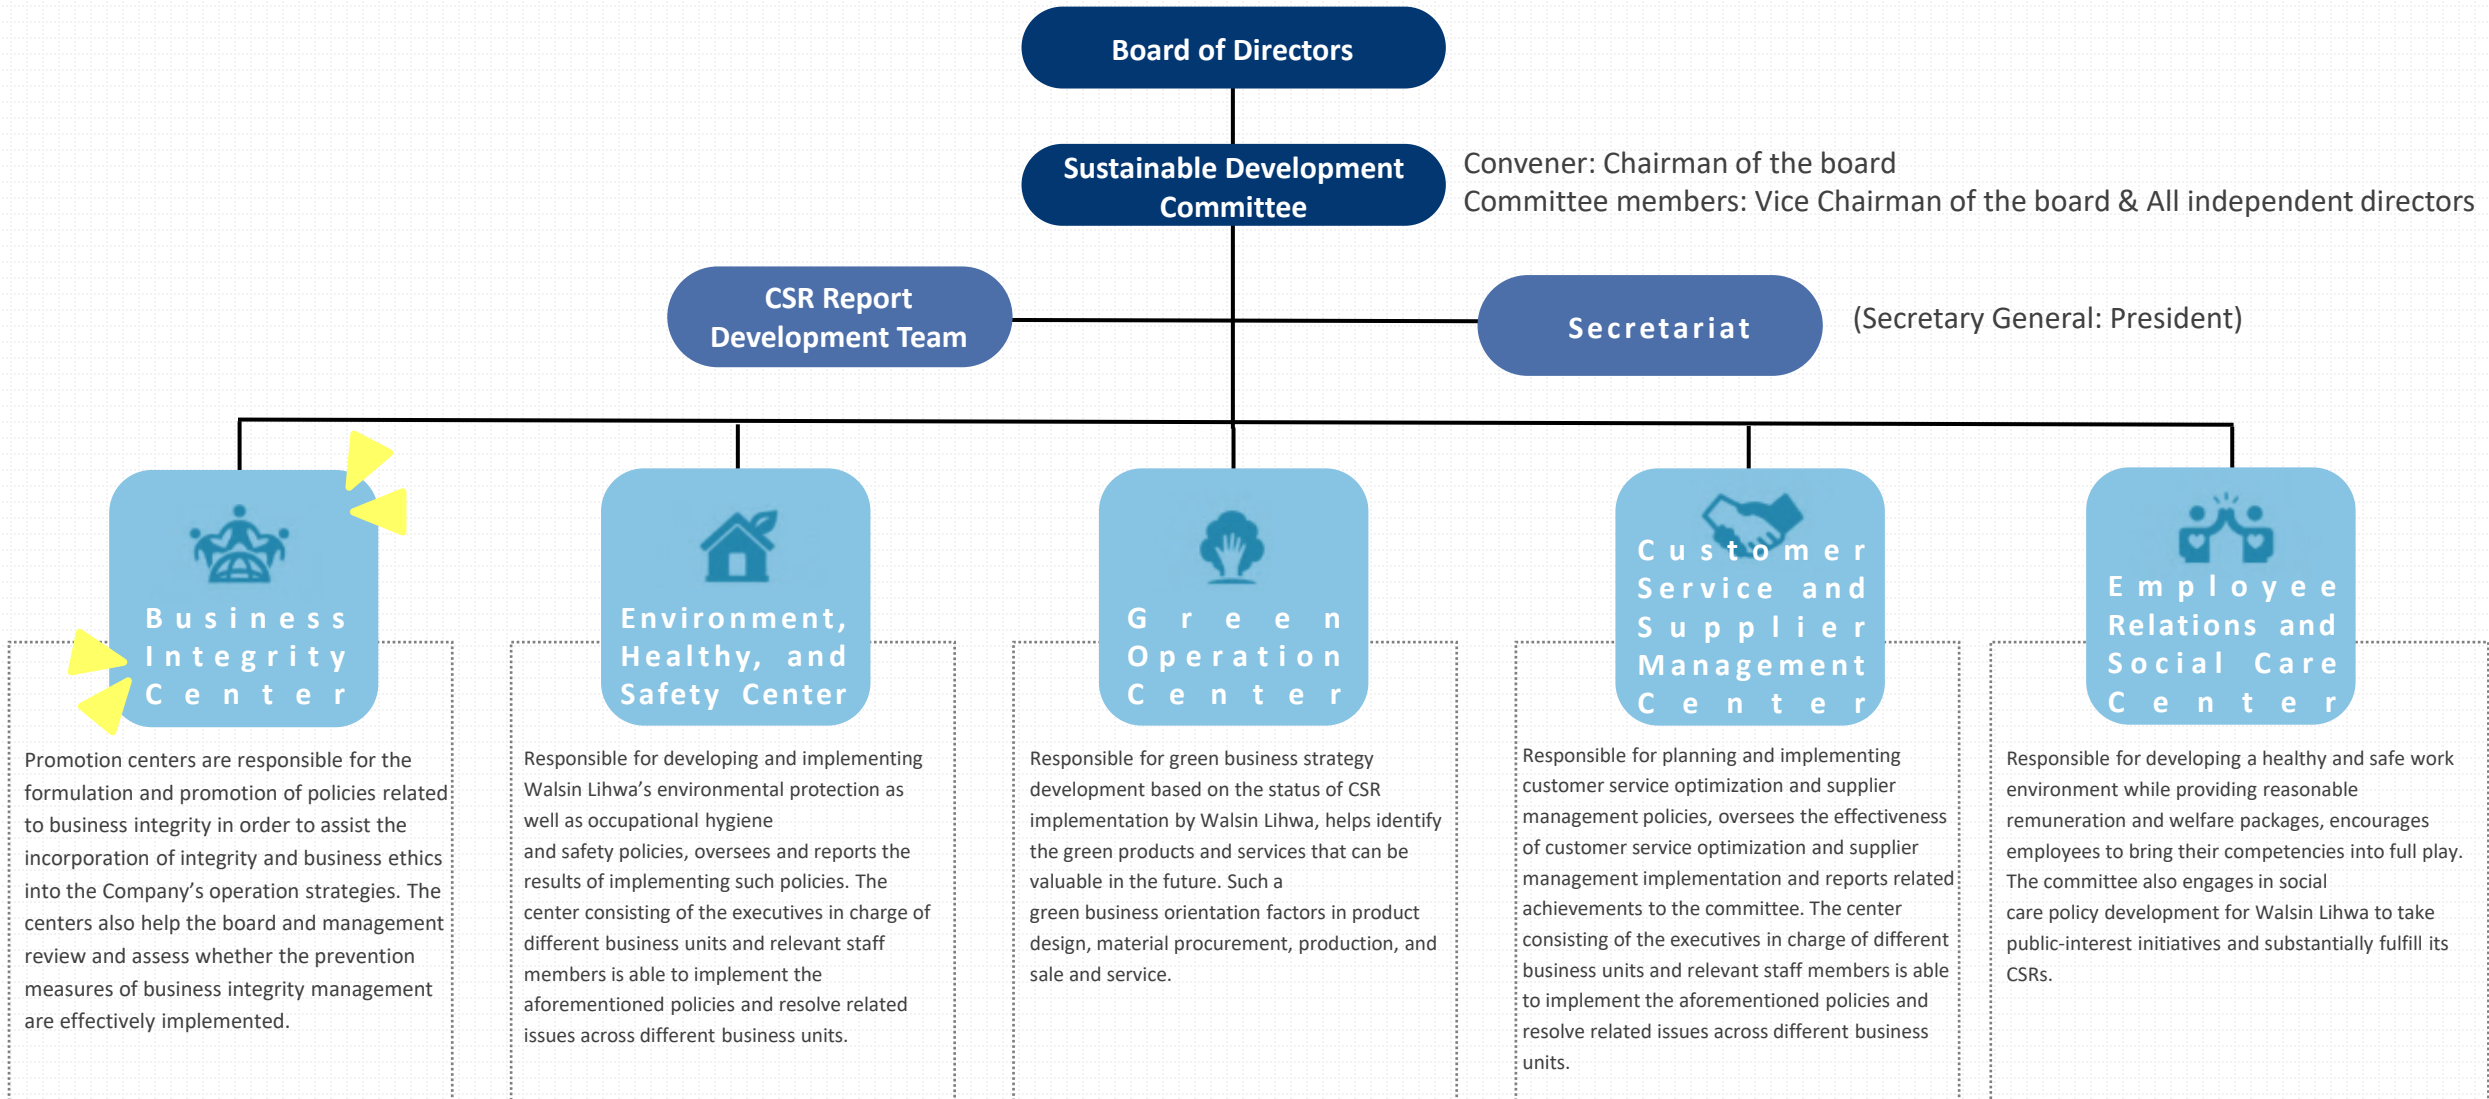 Board of Directors
Sustainable Development
Committee
Convener: Chairman of the board
Committee members: Vice Chairman of the board & All independent directors
CSR Report
Development Team
Secretariat
(Secretary General: President)
Business
Integrity
Center
Promotion centers are responsible for the
formulation and promotion of policies related
to business integrity in order to assist the
incorporation of integrity and business ethics
into the Company’s operation strategies. The
centers also help the board and management
review and assess whether the prevention
measures of business integrity management
are effectively implemented.
Environment,
Healthy, and
Safety Center
Responsible for developing and implementing
Walsin Lihwa’s environmental protection as
well as occupational hygiene
and safety policies, oversees and reports the
results of implementing such policies. The
center consisting of the executives in charge of
different business units and relevant staff
members is able to implement the
aforementioned policies and resolve related
issues across different business units.
Green
Operation
Center
Responsible for green business strategy
development based on the status of CSR
implementation by Walsin Lihwa, helps identify
the green products and services that can be
valuable in the future. Such a
green business orientation factors in product
design, material procurement, production, and
sale and service.
Customer
Service and
Supplier
Management
Center
Responsible for planning and implementing
customer service optimization and supplier
management policies, oversees the effectiveness
of customer service optimization and supplier
management implementation and reports related
achievements to the committee. The center
consisting of the executives in charge of different
business units and relevant staff members is able
to implement the aforementioned policies and
resolve related issues across different business
units.
Employee
Relations and
Social Care
Center
Responsible for developing a healthy and safe work
environment while providing reasonable
remuneration and welfare packages, encourages
employees to bring their competencies into full play.
The committee also engages in social
care policy development for Walsin Lihwa to take
public-interest initiatives and substantially fulfill its
CSRs.